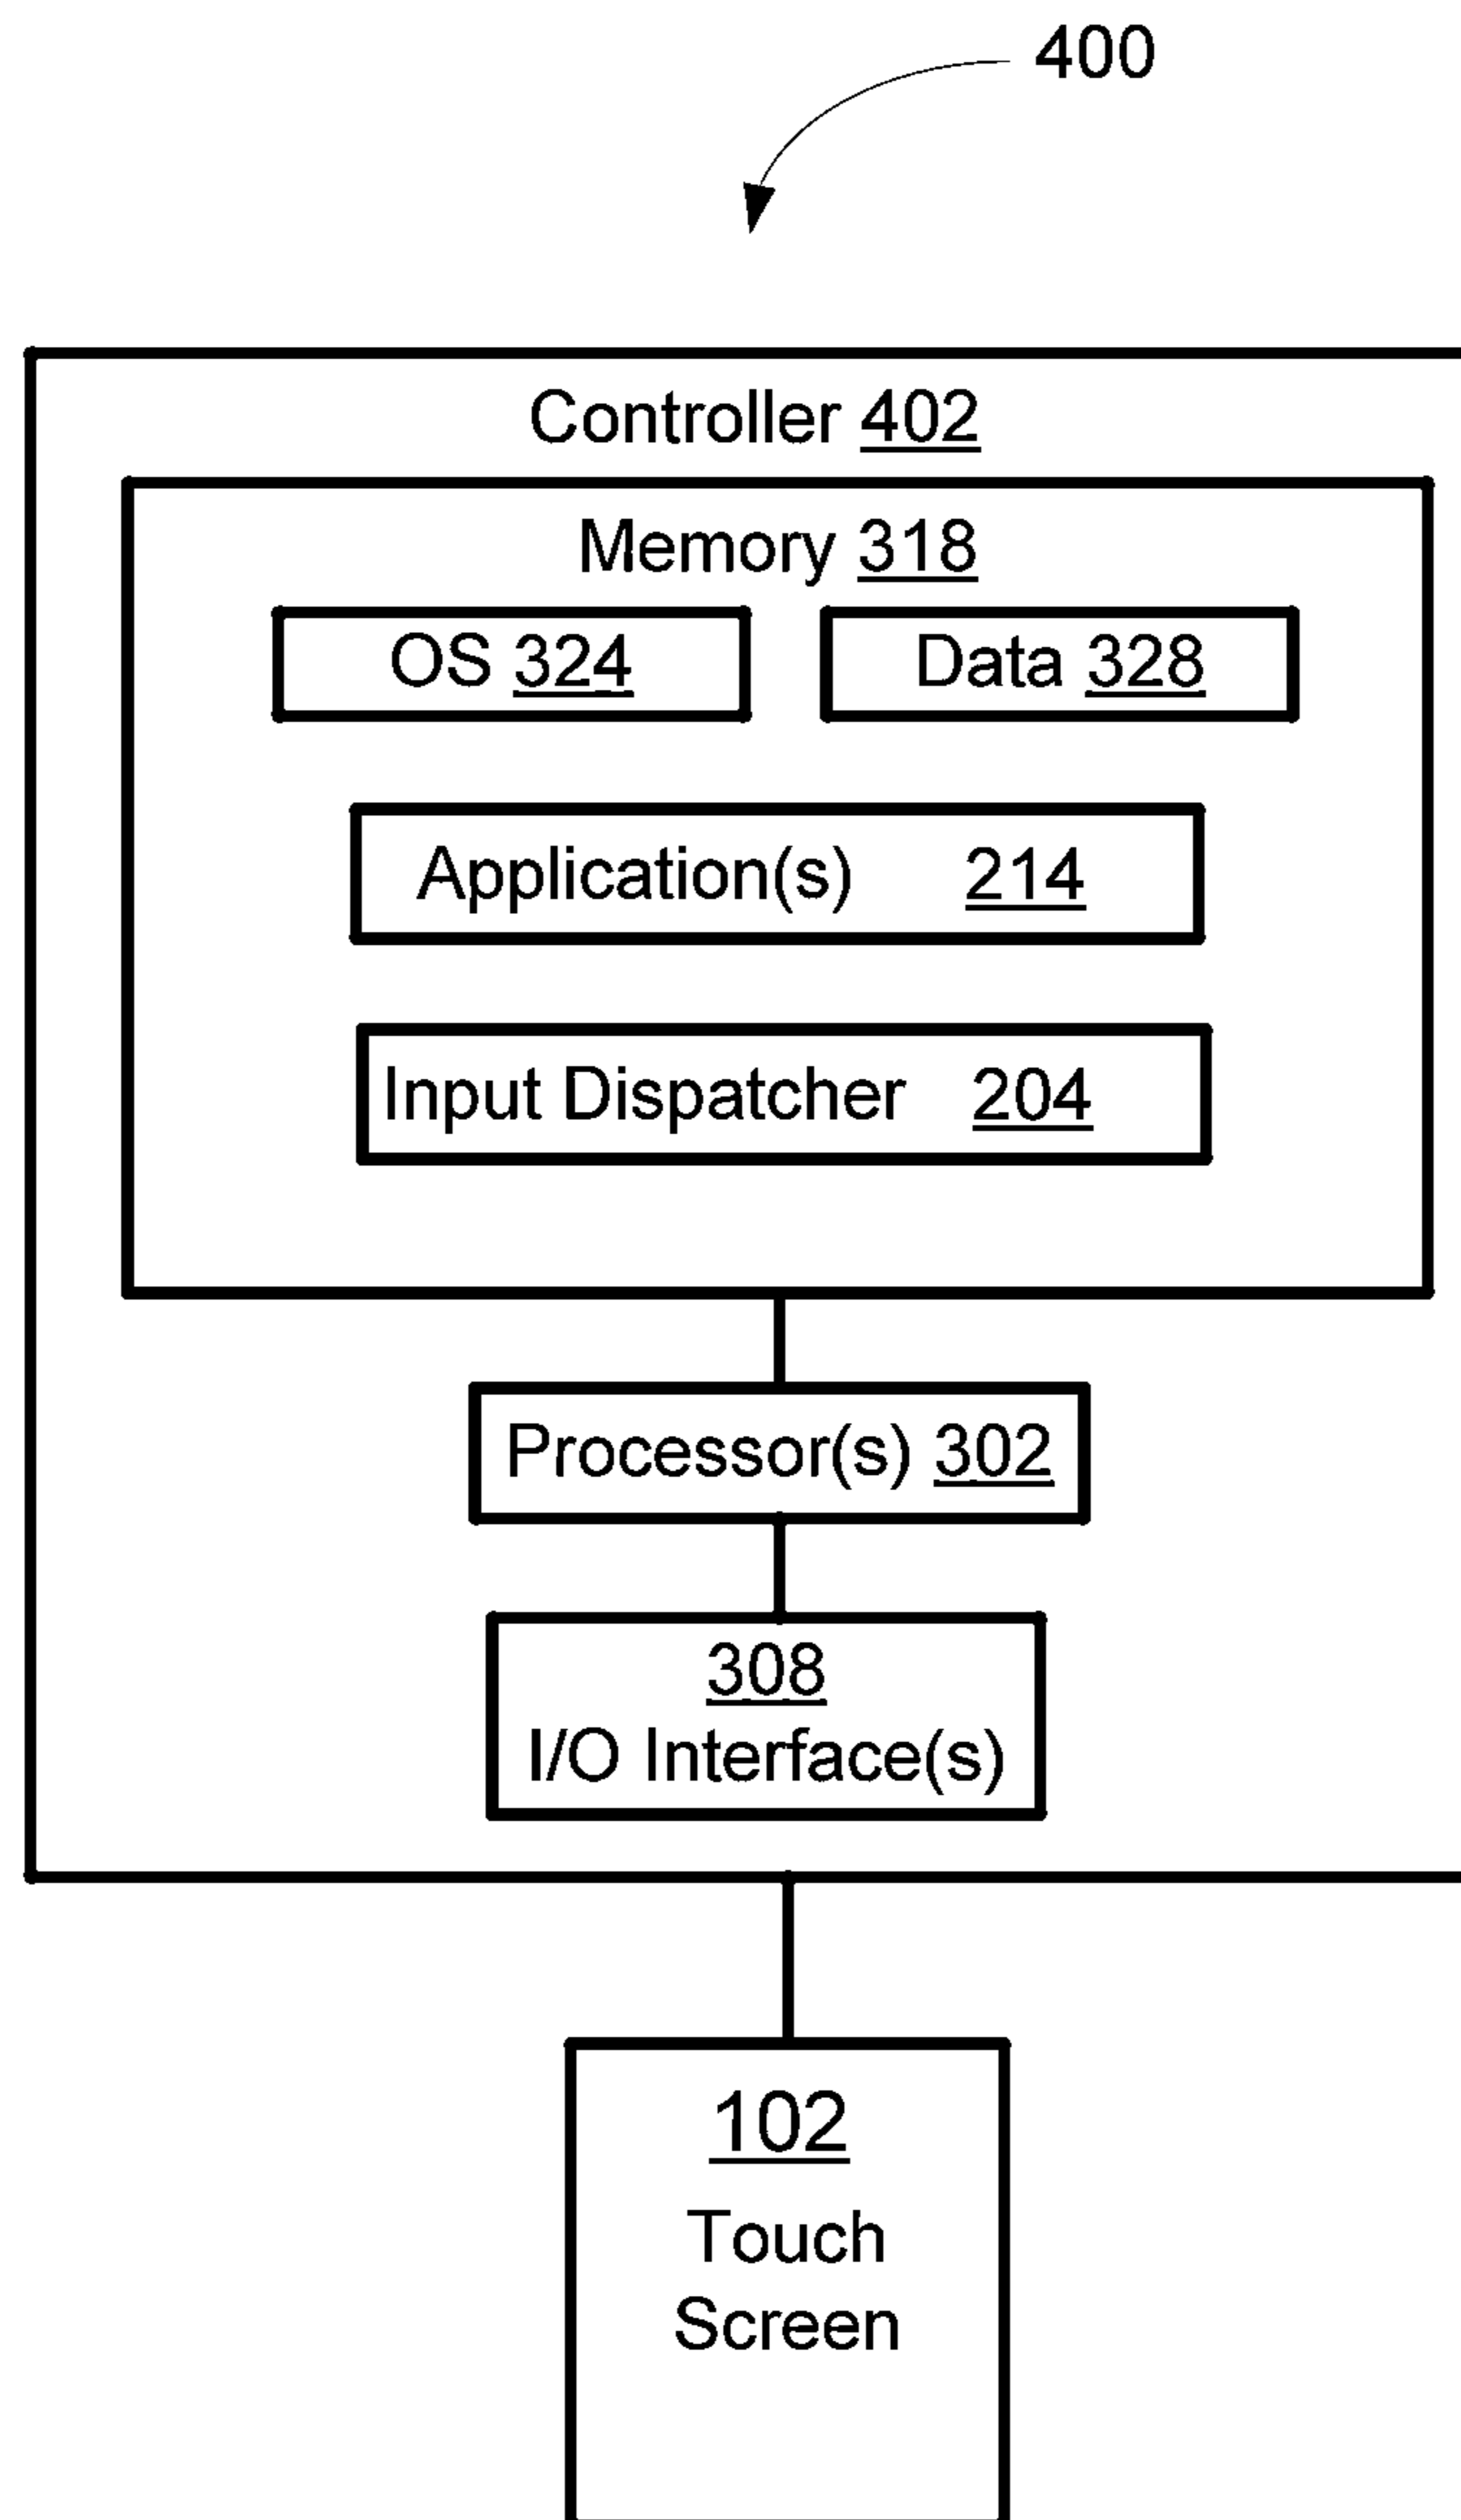 400
Controller 402
Memory 318
OS 324
Data 328
Application(s) 214
Input Dispatcher 204
Processor(s) 302
308
I/O Interface(s)
102
Touch
Screen